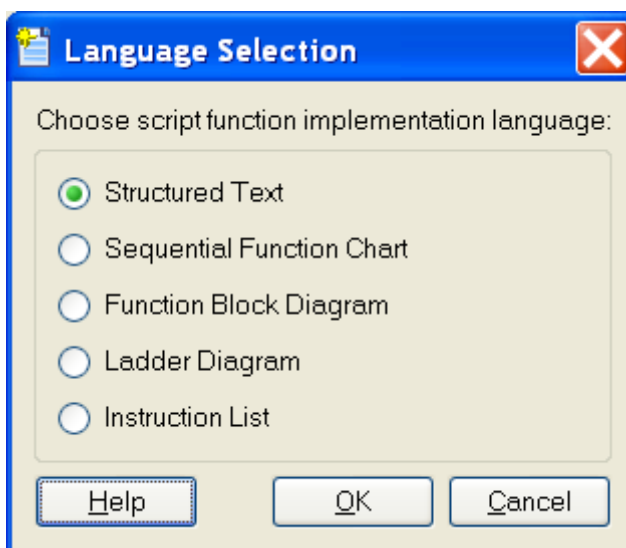 Language Selection
Choose script function implementation language:
Structured Text
Sequential Function Chart
Function Block Diagram
Ladder Diagram
Instruction List
Help OK Cancel